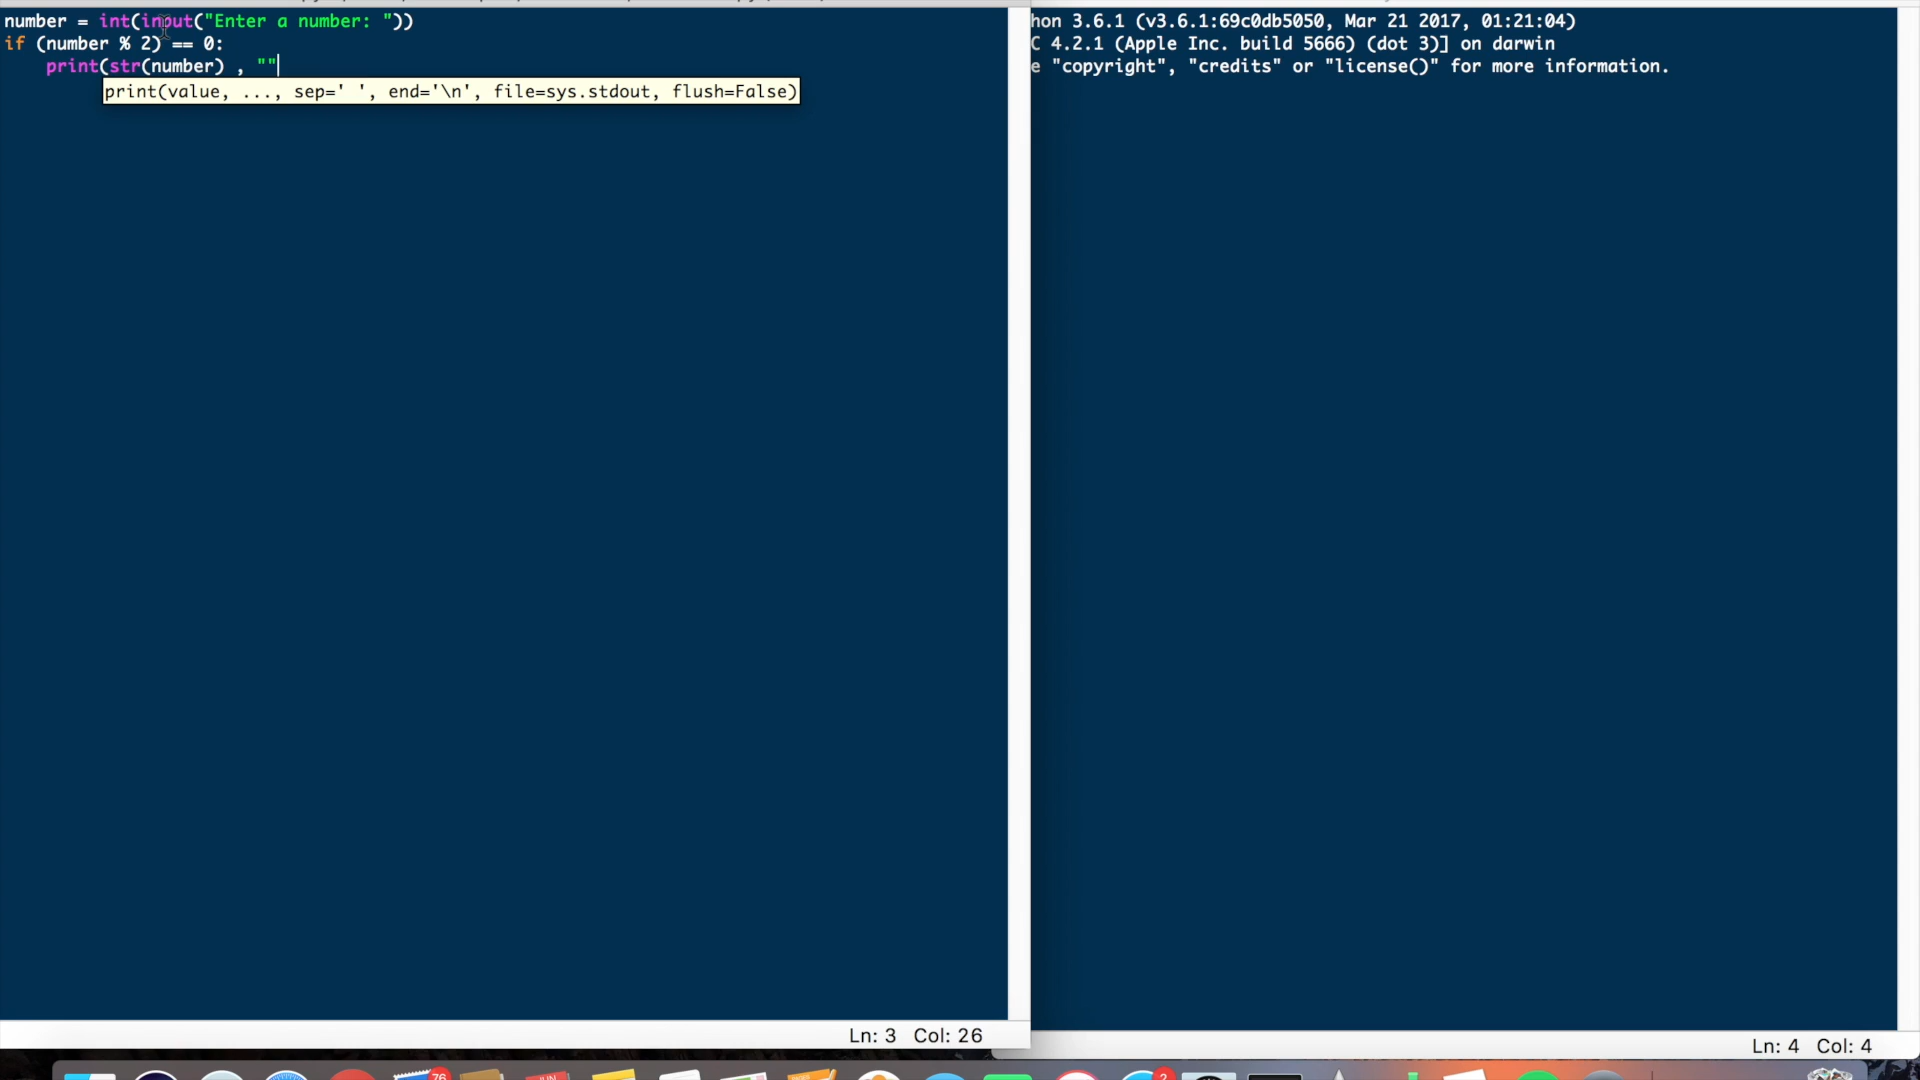 number = int(input("Enter a number: "))
if (number % 2) == 0:
    print(str(number) , ""
print(value, ..., sep=' ', end='\n', file=sys.stdout, flush=False)
Ln: 3 Col: 26
hon 3.6.1 (v3.6.1:69c0db5050, Mar 21 2017, 01:21:04)
C 4.2.1 (Apple Inc. build 5666) (dot 3)] on darwin
e "copyright", "credits" or "license()" for more information.
Ln: 4 Col: 4
76
JUN
2